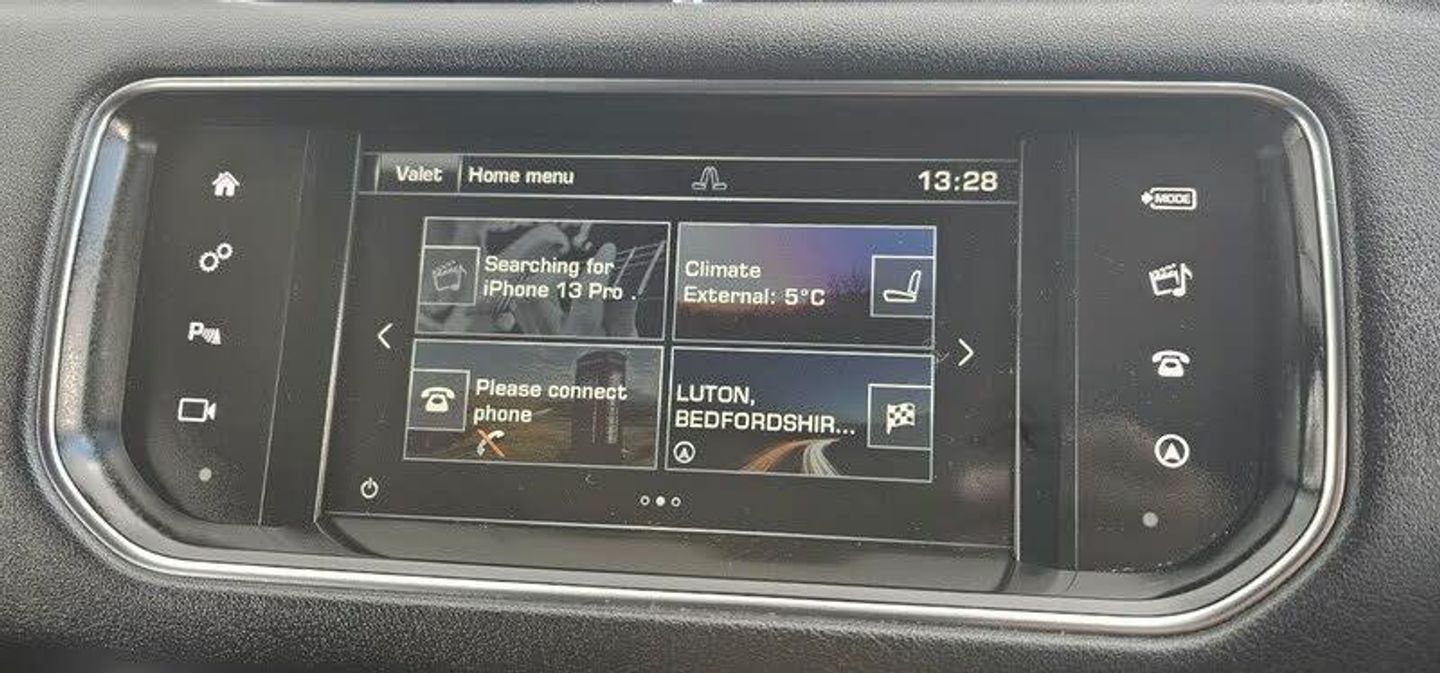 Valet Home menu 13:28
MODE
Searching for
iPhone 13 Pro .
Climate
External: 5°C
P
Please connect
phone
LUTON,
BEDFORDSHIR...